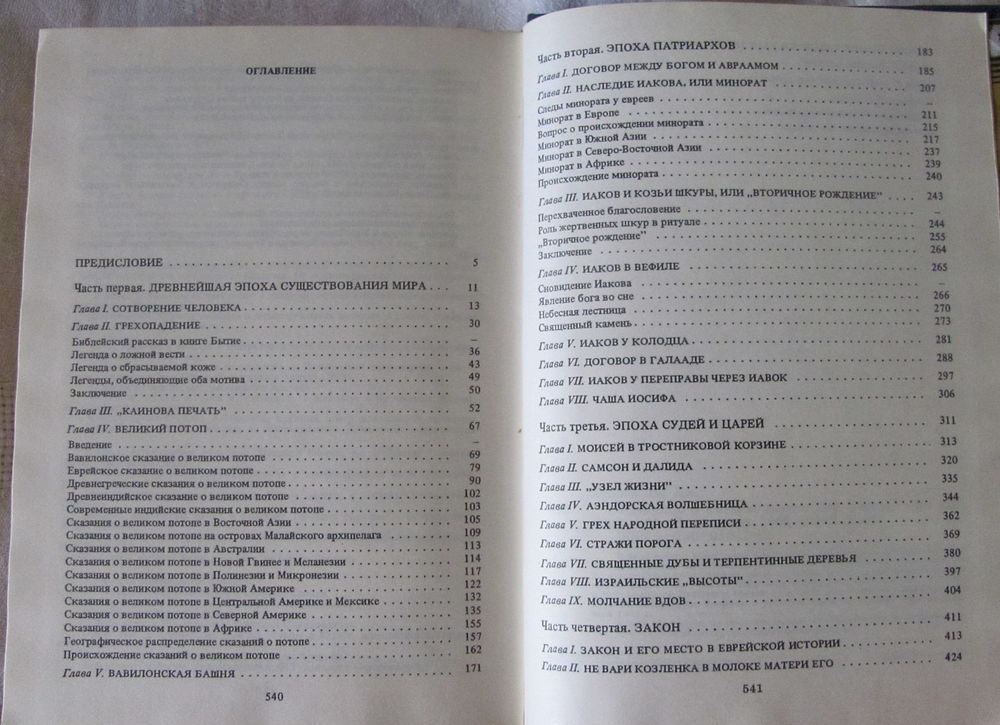 ОГЛАВЛЕНИЕ
ПРЕДИСЛОВИЕ . . . 5
Часть первая. ДРЕВНЕЙШАЯ ЭПОХА СУЩЕСТВОВАНИЯ МИРА . . . 11
Глава I. СОТВОРЕНИЕ ЧЕЛОВЕКА . . . 13
Глава II. ГРЕХОПАДЕНИЕ . . . 30
Библейский рассказ в книге Бытие . . . –
Легенда о ложной вести . . . 36
Легенда о сбрасываемой коже . . . 43
Легенды, объединяющие оба мотива . . . 49
Заключение . . . 50
Глава III. „КАИНОВА ПЕЧАТЬ" . . . 52
Глава IV. ВЕЛИКИЙ ПОТОП . . . 67
Введение . . . –
Вавилонское сказание о великом потопе . . . 69
Еврейское сказание о великом потопе . . . 79
Древнегреческие сказания о великом потопе . . . 90
Древнеиндийское сказание о великом потопе . . . 102
Современные индийские сказания о великом потопе . . . 103
Сказания о великом потопе в Восточной Азии . . . 105
Сказания о великом потопе на островах Малайского архипелага . . . 109
Сказания о великом потопе в Австралии . . . 113
Сказания о великом потопе в Новой Гвинее и Меланезии . . . 114
Сказания о великом потопе в Полинезии и Микронезии . . . 117
Сказания о великом потопе в Южной Америке . . . 122
Сказания о великом потопе в Центральной Америке и Мексике . . . 132
Сказания о великом потопе в Северной Америке . . . 135
Сказания о великом потопе в Африке . . . 155
Географическое распределение сказаний о потопе . . . 157
Происхождение сказаний о великом потопе . . . 162
Глава V. ВАВИЛОНСКАЯ БАШНЯ . . . 171
540
Часть вторая. ЭПОХА ПАТРИАРХОВ . . . 183
Глава I. ДОГОВОР МЕЖДУ БОГОМ И АВРААМОМ . . . 185
Глава II. НАСЛЕДИЕ ИАКОВА, ИЛИ МИНОРАТ . . . 207
Следы минората у евреев . . . –
Минорат в Европе . . . 211
Вопрос о происхождении минората . . . 215
Минорат в Южной Азии . . . 217
Минорат в Северо-Восточной Азии . . . 237
Минорат в Африке . . . 239
Происхождение минората . . . 240
Глава III. ИАКОВ И КОЗЬИ ШКУРЫ, ИЛИ „ВТОРИЧНОЕ РОЖДЕНИЕ" . . . 243
Перехваченное благословение . . . –
Роль жертвенных шкур в ритуале . . . 244
„Вторичное рождение" . . . 255
Заключение . . . 264
Глава IV. ИАКОВ В ВЕФИЛЕ . . . 265
Сновидение Иакова . . . –
Явление бога во сне . . . 266
Небесная лестница . . . 270
Священный камень . . . 273
Глава V. ИАКОВ У КОЛОДЦА . . . 281
Глава VI. ДОГОВОР В ГАЛААДЕ . . . 288
Глава VII. ИАКОВ У ПЕРЕПРАВЫ ЧЕРЕЗ ИАВОК . . . 297
Глава VIII. ЧАША ИОСИФА . . . 306
Часть третья. ЭПОХА СУДЕЙ И ЦАРЕЙ . . . 311
Глава I. МОИСЕЙ В ТРОСТНИКОВОЙ КОРЗИНЕ . . . 313
Глава II. САМСОН И ДАЛИДА . . . 320
Глава III. „УЗЕЛ ЖИЗНИ" . . . 335
Глава IV. АЭНДОРСКАЯ ВОЛШЕБНИЦА . . . 344
Глава V. ГРЕХ НАРОДНОЙ ПЕРЕПИСИ . . . 362
Глава VI. СТРАЖИ ПОРОГА . . . 369
Глава VII. СВЯЩЕННЫЕ ДУБЫ И ТЕРПЕНТИННЫЕ ДЕРЕВЬЯ . . . 380
Глава VIII. ИЗРАИЛЬСКИЕ „ВЫСОТЫ" . . . 397
Глава IX. МОЛЧАНИЕ ВДОВ . . . 404
Часть четвертая. ЗАКОН . . . 411
Глава I. ЗАКОН И ЕГО МЕСТО В ЕВРЕЙСКОЙ ИСТОРИИ . . . 413
Глава II. НЕ ВАРИ КОЗЛЕНКА В МОЛОКЕ МАТЕРИ ЕГО . . . 424
541